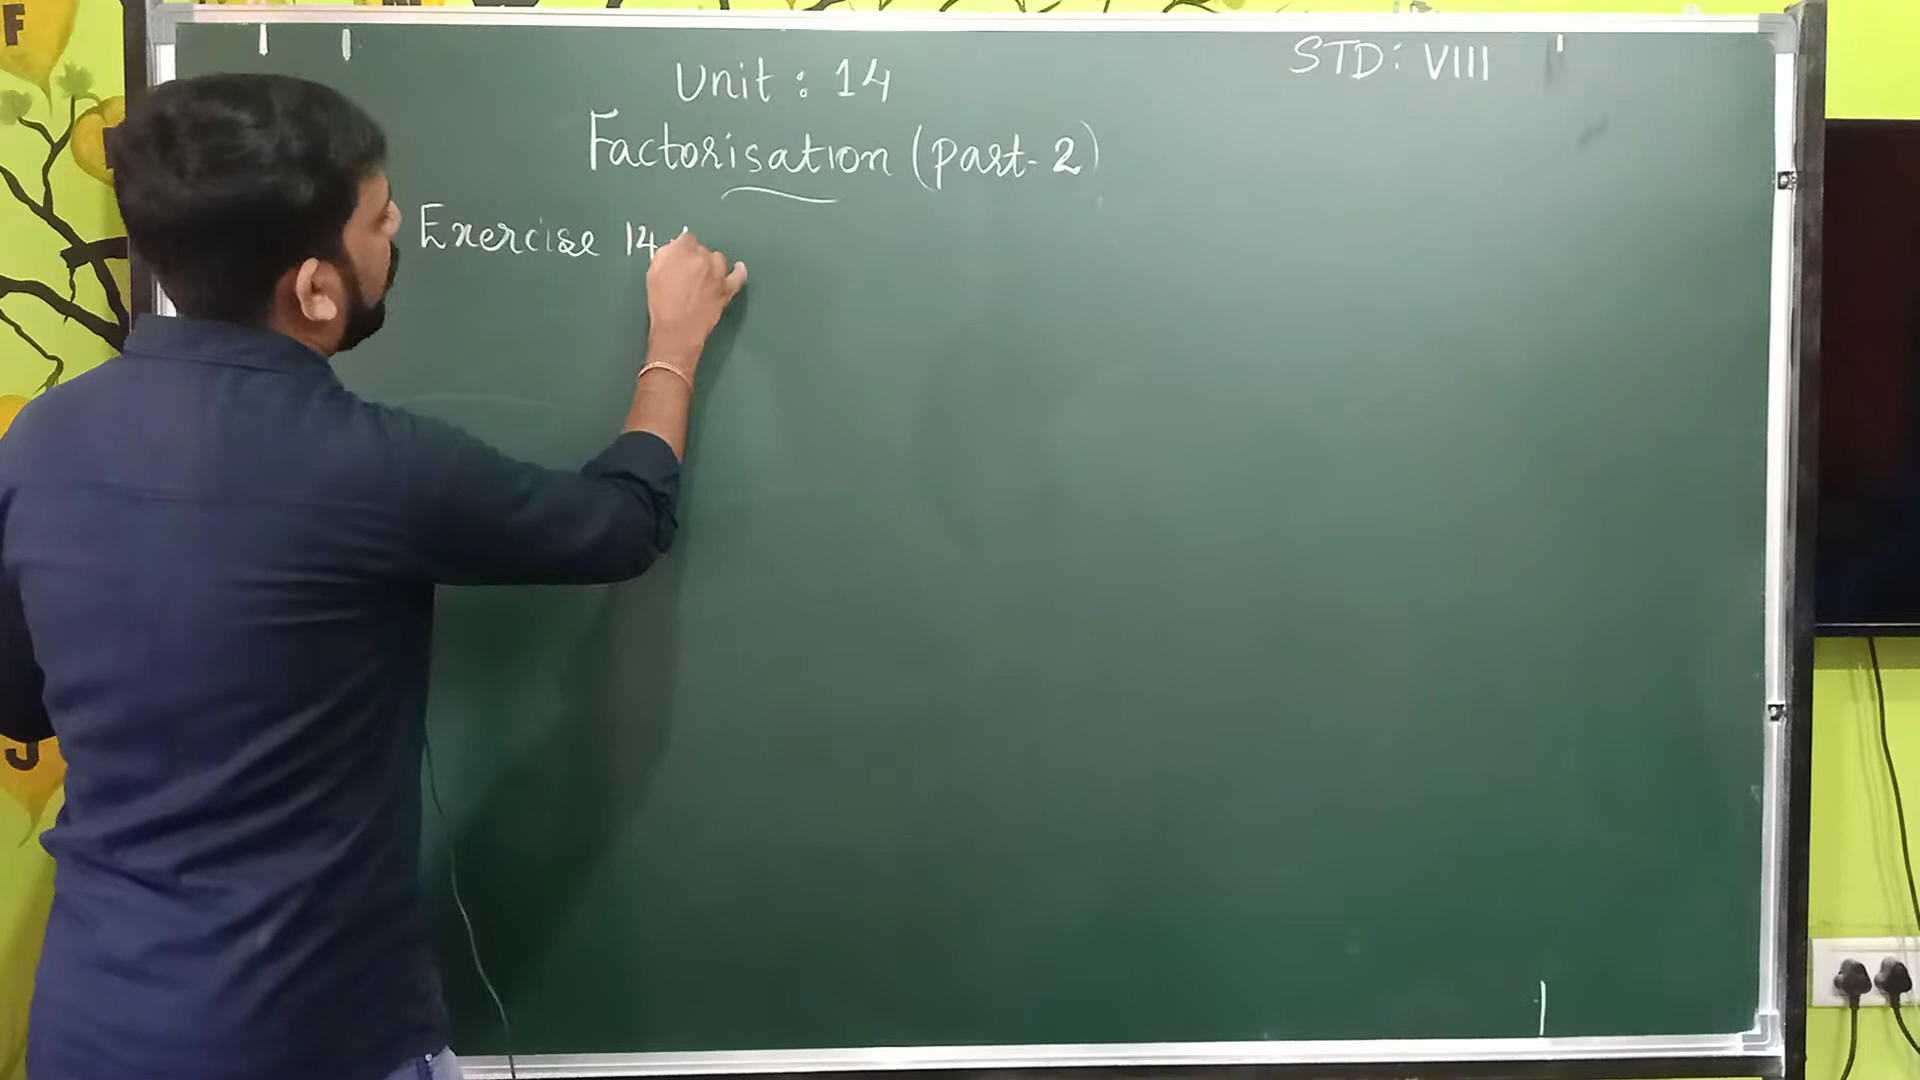 F
STD: VIII
Unit : 14
Factorisation (part-2)
Exercise 14.
J